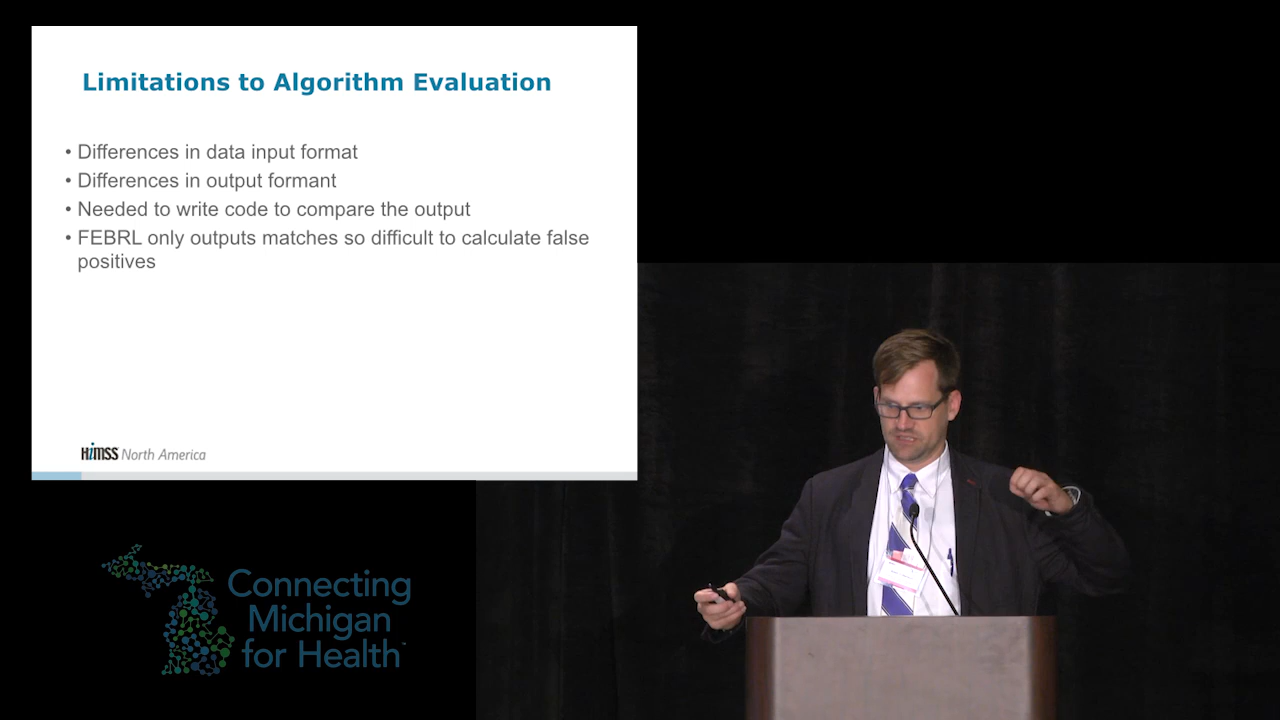 Limitations to Algorithm Evaluation
• Differences in data input format
• Differences in output formant
• Needed to write code to compare the output
• FEBRL only outputs matches so difficult to calculate false
positives
HIMSS North America
Connecting
Michigan
for Health